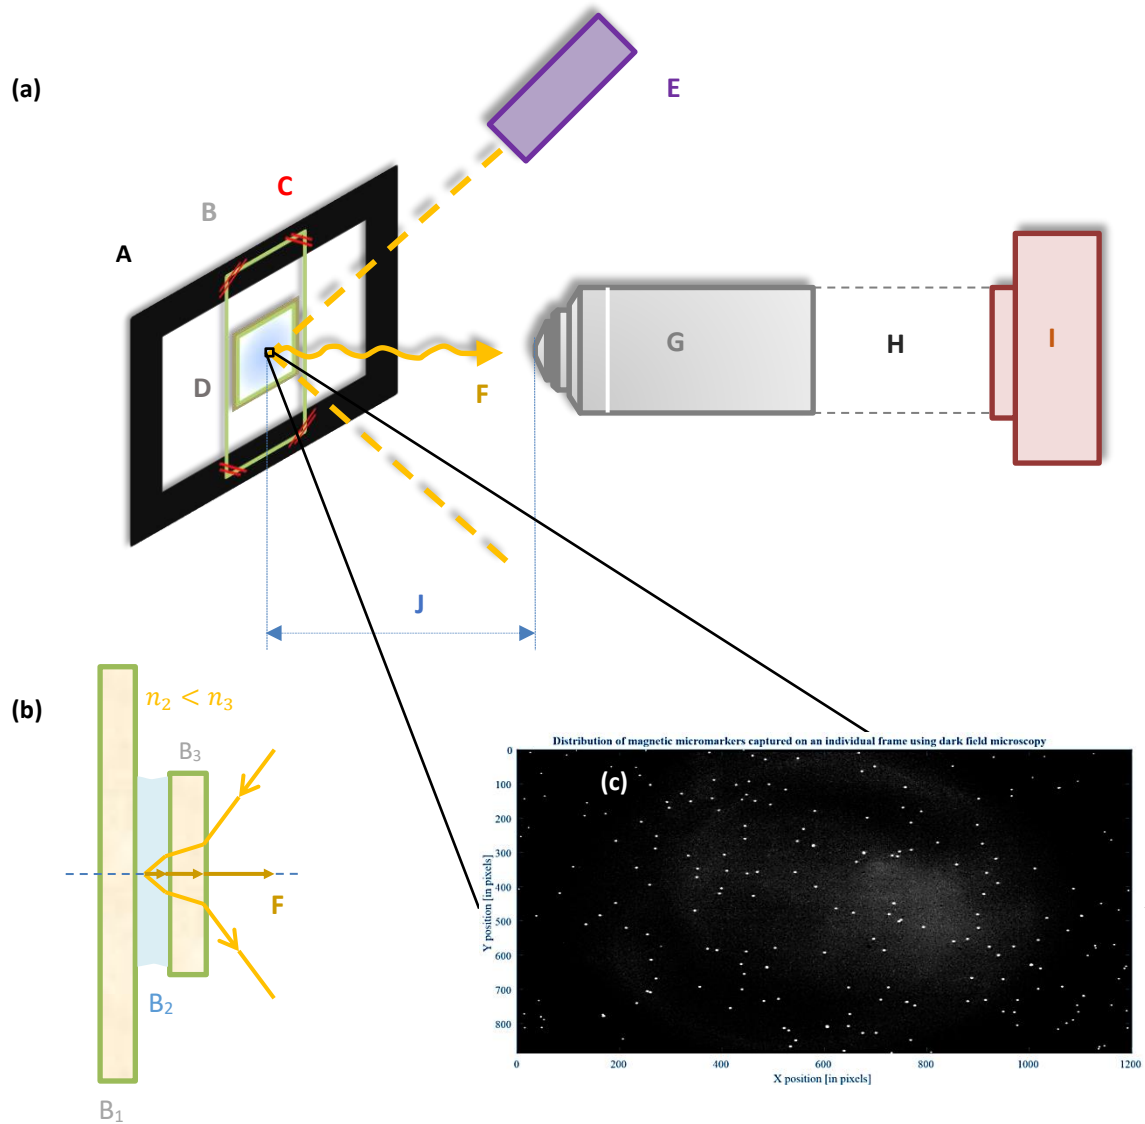 (a)
E
C
B
A
G
H
I
D
F
J
(b)
n₂ < n₃
B₃
F
B₂
B₁
Distribution of magnetic micromarkers captured on an individual frame using dark field microscopy
(c)
0
100
200
300
400
500
600
700
800
Y position [in pixels]
0 200 400 600 800 1000 1200
X position [in pixels]